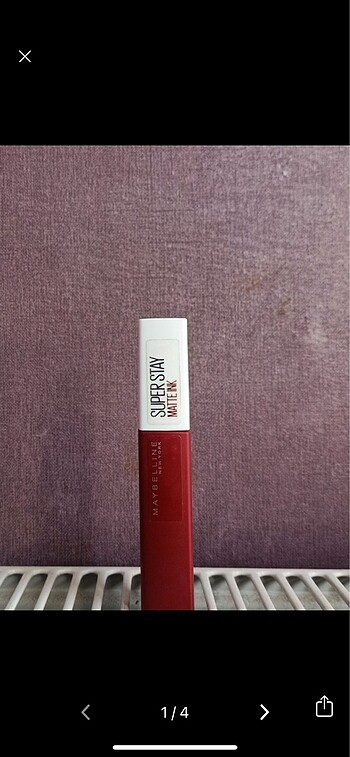 SUPER STAY
MATTE INK
MAYBELLINE
NEW YORK
1/4